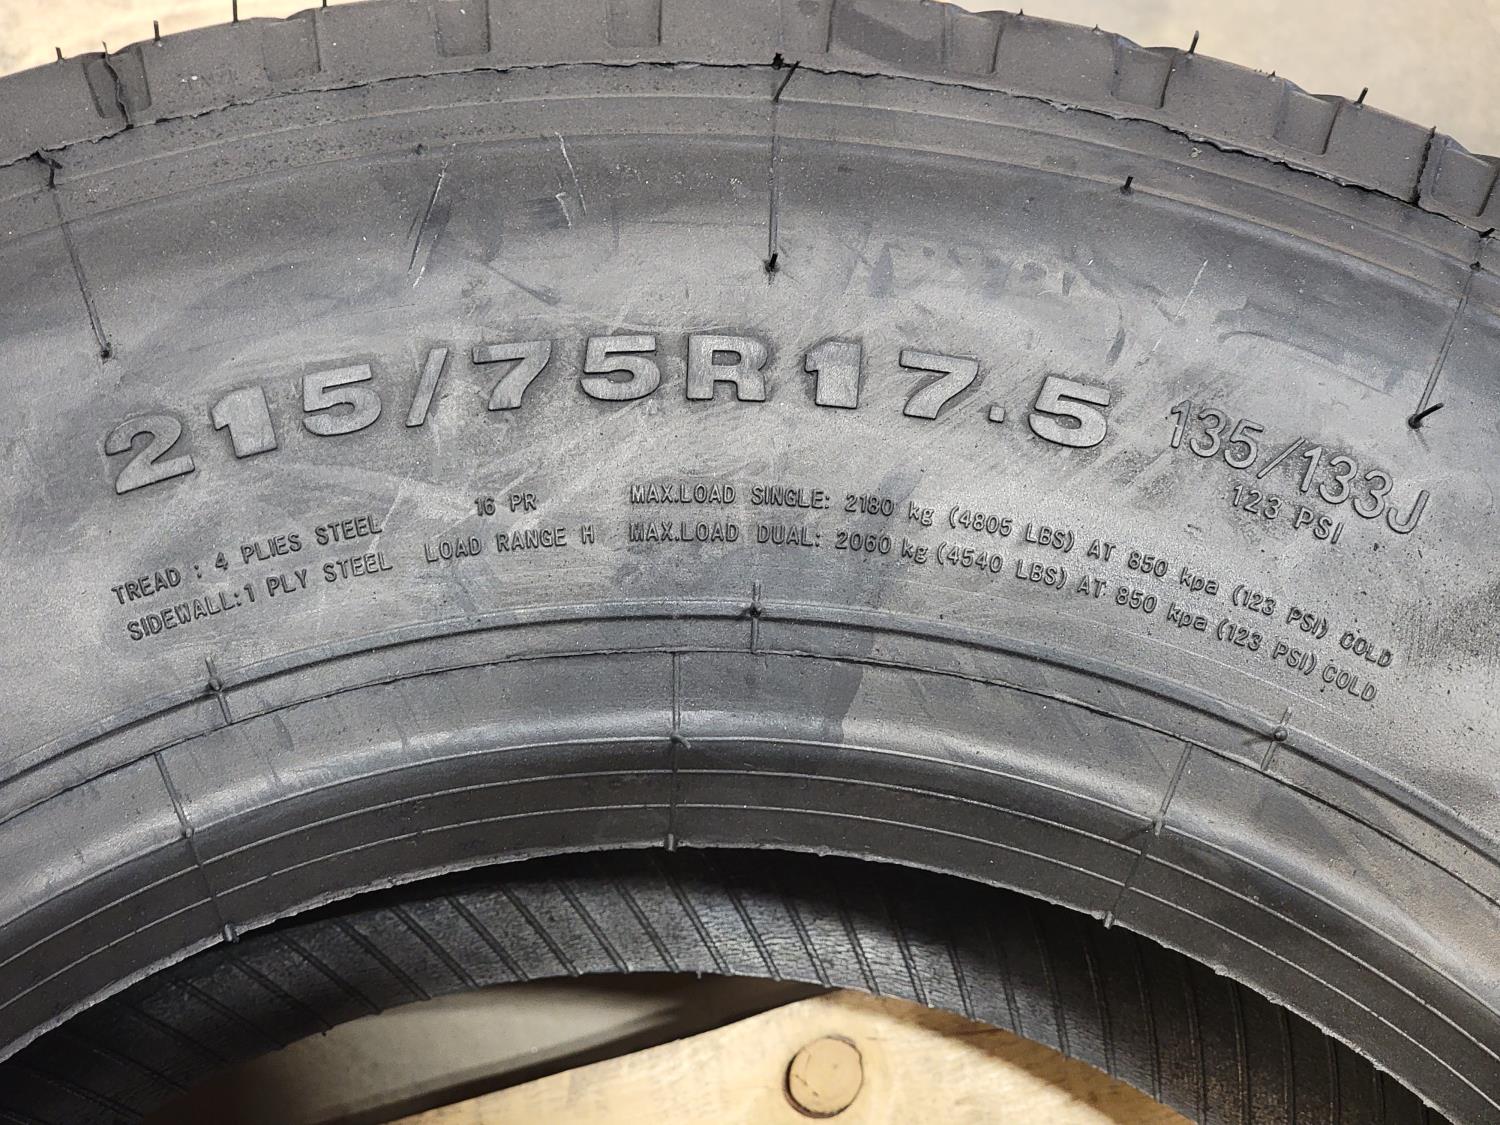 215/75R17.5 135/133J
123 PSI
16 PR
TREAD : 4 PLIES STEEL
SIDEWALL:1 PLY STEEL
LOAD RANGE H
MAX.LOAD SINGLE: 2180 kg (4805 LBS) AT 850 kpa (123 PSI) COLD
MAX.LOAD DUAL: 2060 kg (4540 LBS) AT 850 kpa (123 PSI) COLD